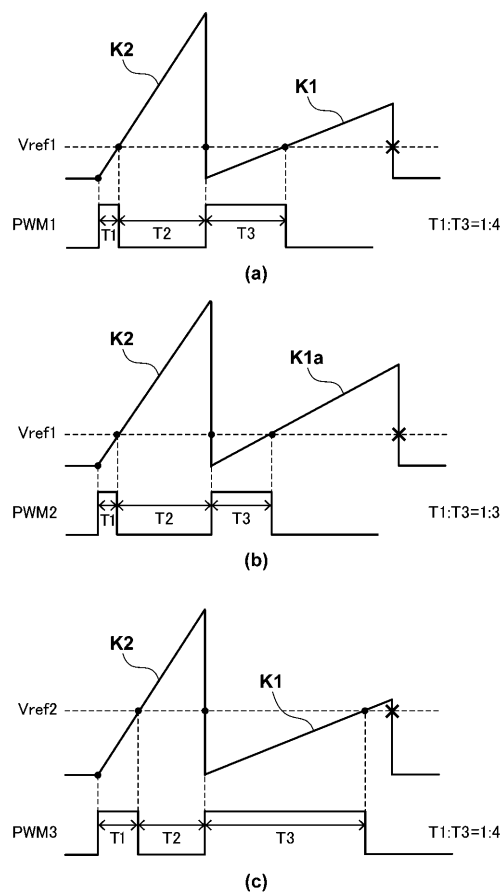 K2
K1
Vref1
PWM1
T1
T2
T3
T1:T3=1:4
(a)
K2
K1a
Vref1
PWM2
T1
T2
T3
T1:T3=1:3
(b)
K2
K1
Vref2
PWM3
T1
T2
T3
T1:T3=1:4
(c)